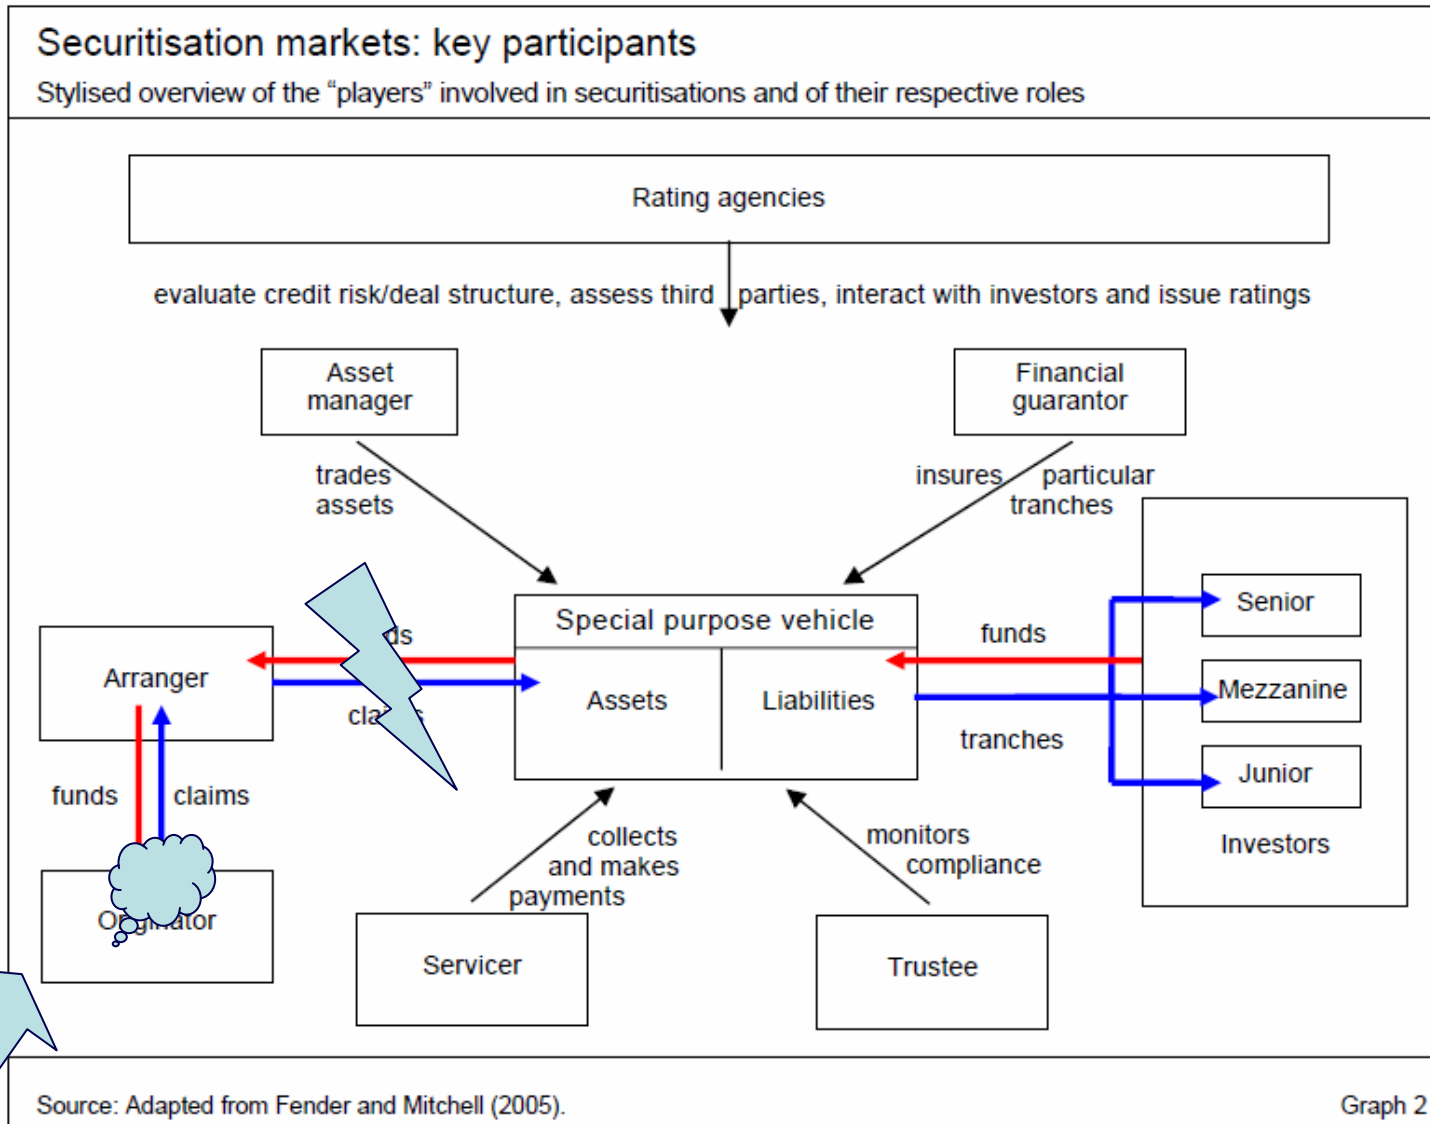 Securitisation markets: key participants
Stylised overview of the “players” involved in securitisations and of their respective roles
Rating agencies
evaluate credit risk/deal structure, assess third parties, interact with investors and issue ratings
Asset
manager
Financial
guarantor
trades
assets
insures particular
tranches
Special purpose vehicle
Assets
Liabilities
Arranger
funds
tranches
Senior
Mezzanine
Junior
Investors
funds
claims
collects
and makes
payments
monitors
compliance
Servicer
Trustee
Source: Adapted from Fender and Mitchell (2005).
Graph 2